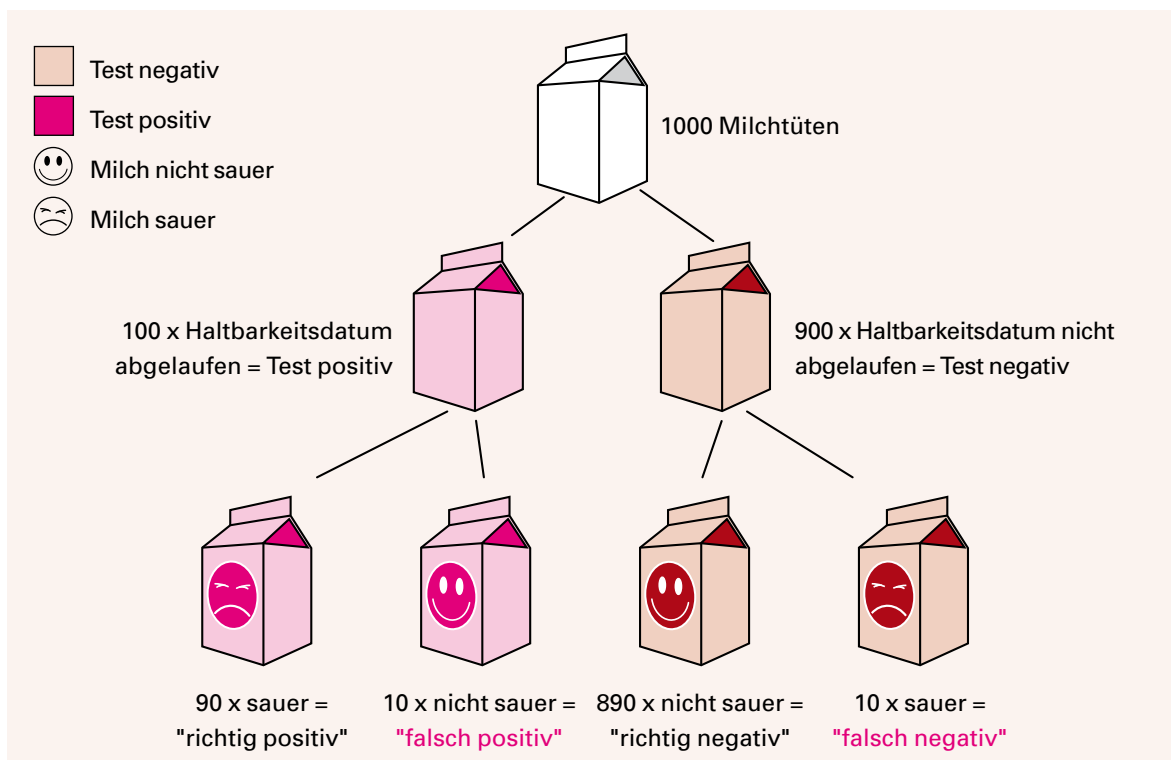 Test negativ
Test positiv
Milch nicht sauer
Milch sauer
1000 Milchtüten
100 x Haltbarkeitsdatum
abgelaufen = Test positiv
900 x Haltbarkeitsdatum nicht
abgelaufen = Test negativ
90 x sauer =
"richtig positiv"
10 x nicht sauer =
"falsch positiv"
890 x nicht sauer =
"richtig negativ"
10 x sauer =
"falsch negativ"